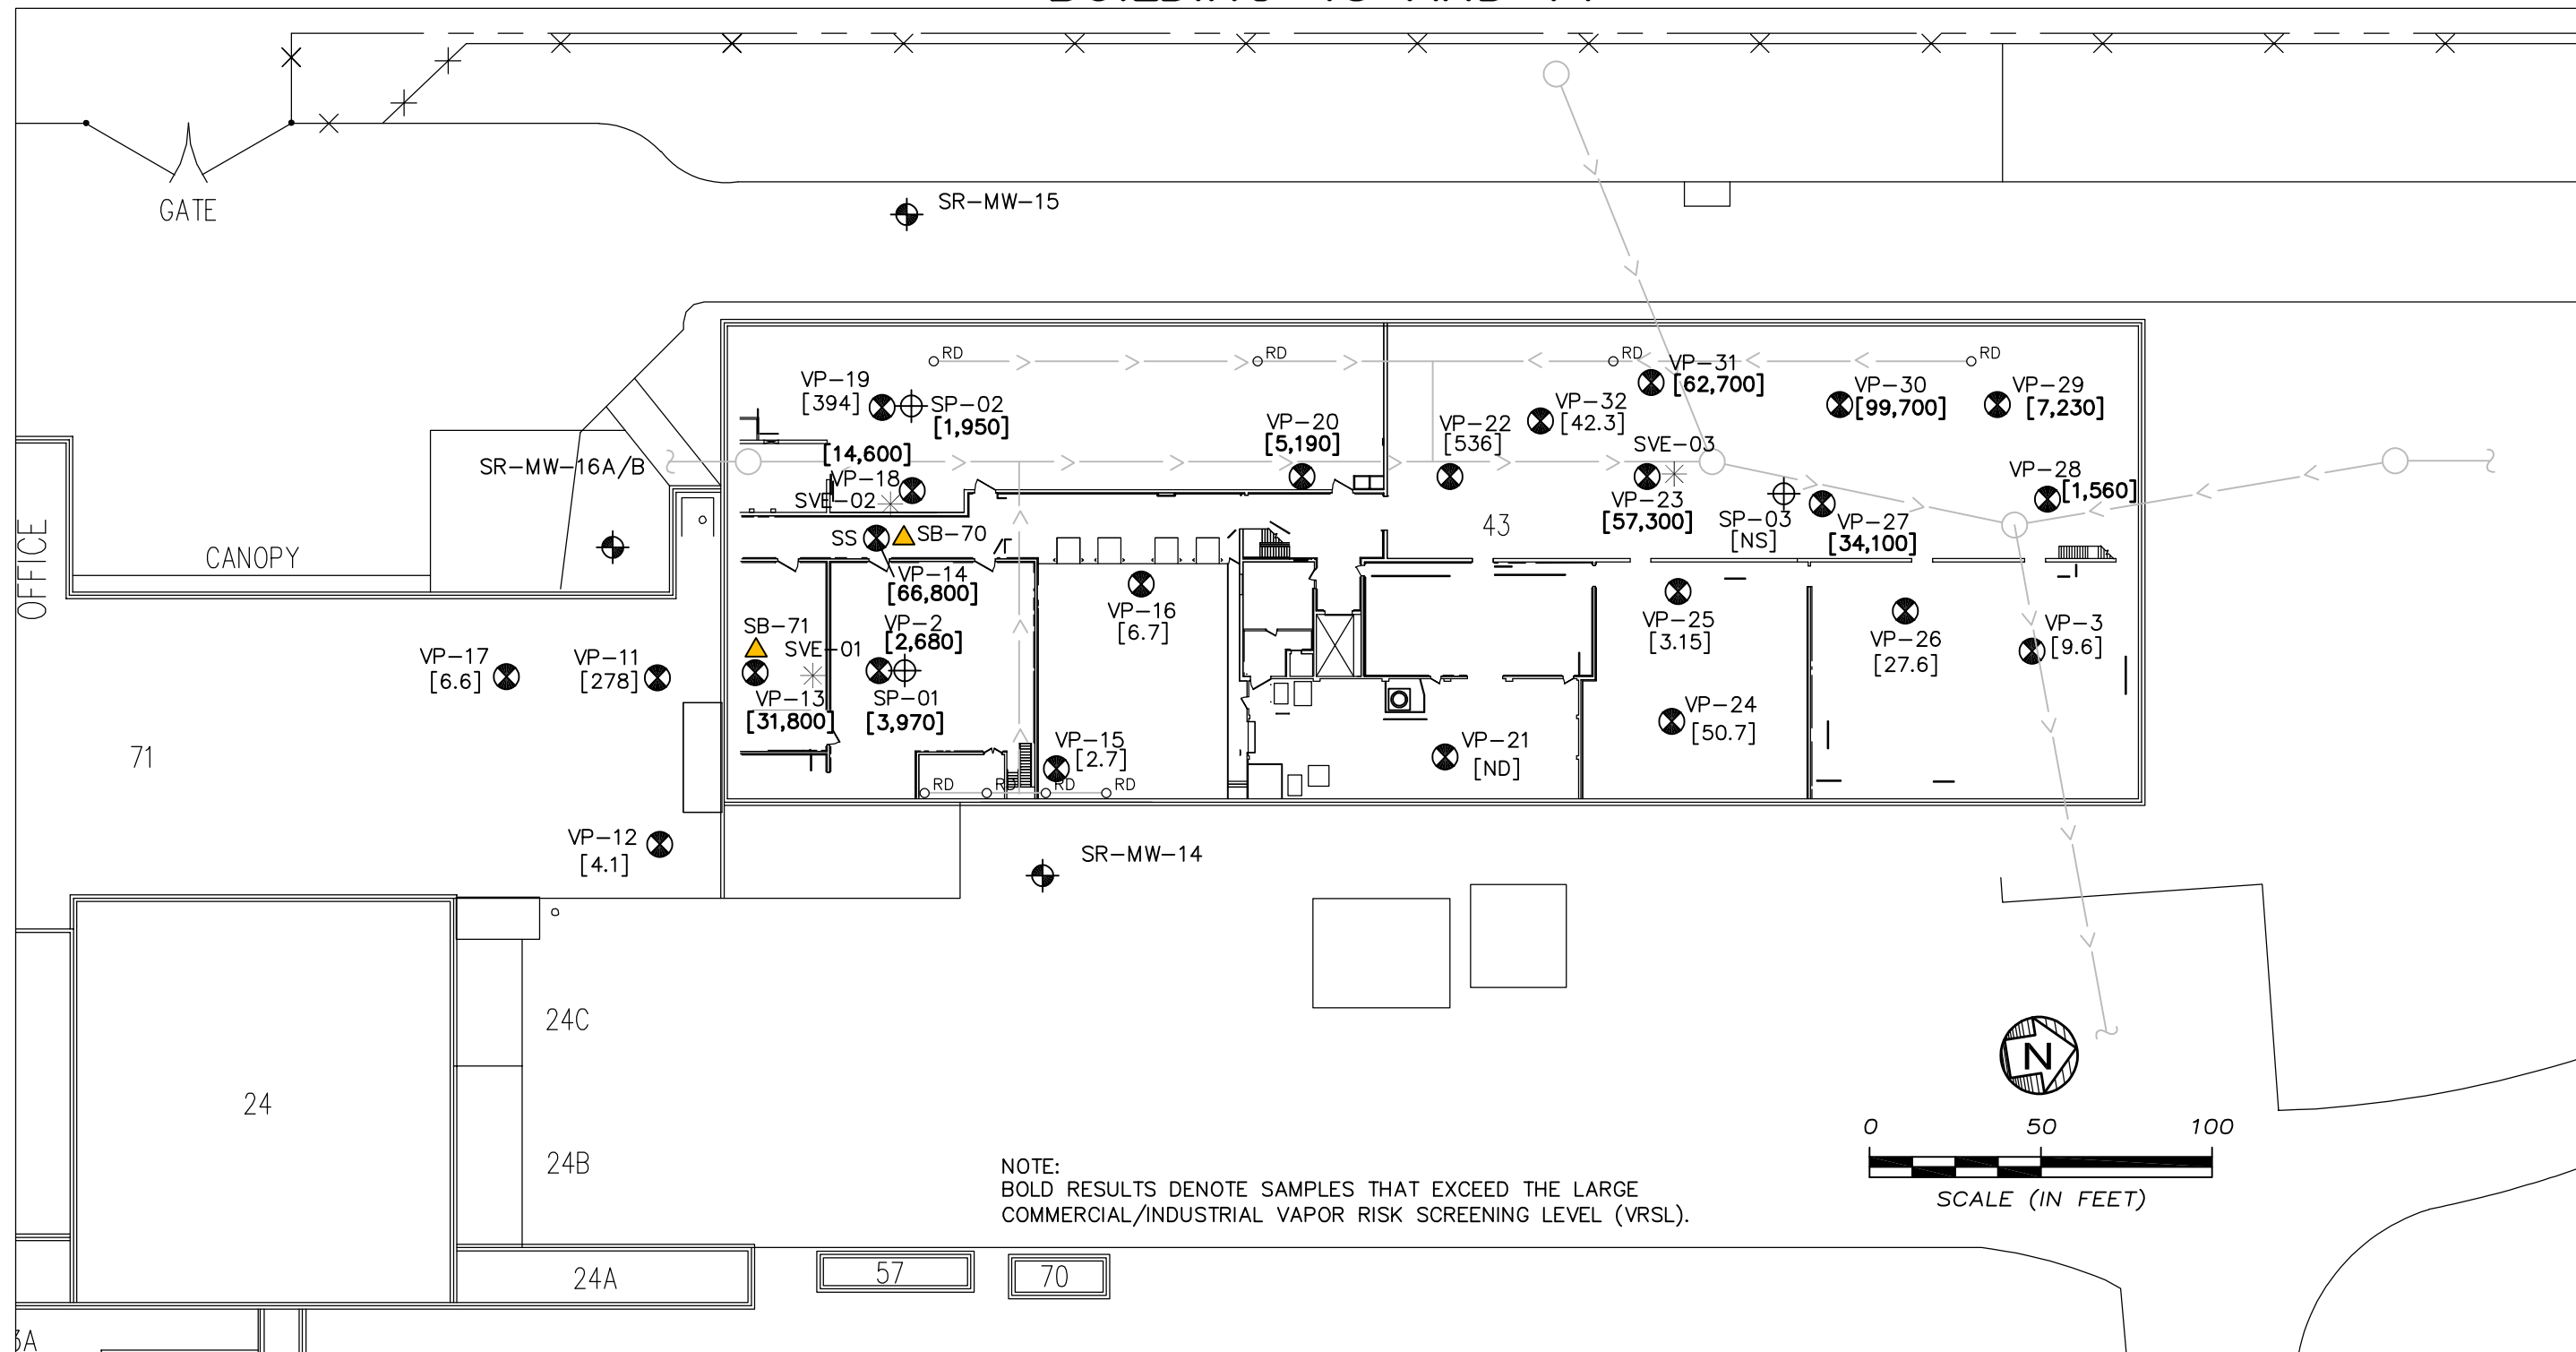 GATE
SR-MW-15
VP-19
[394]
SP-02
[1,950]
RD
RD
RD
RD
VP-31
[62,700]
VP-30
[99,700]
VP-29
[7,230]
VP-32
[42.3]
VP-20
[5,190]
VP-22
[536]
SVE-03
[14,600]
VP-18
SVE-02
SR-MW-16A/B
VP-28
[1,560]
VP-23
[57,300]
SP-03
[NS]
VP-27
[34,100]
43
SS
SB-70
OFFICE
CANOPY
VP-14
[66,800]
VP-16
[6.7]
VP-2
[2,680]
SB-71
SVE-01
VP-25
[3.15]
VP-26
[27.6]
VP-3
[9.6]
VP-17
[6.6]
VP-11
[278]
VP-13
[31,800]
SP-01
[3,970]
VP-24
[50.7]
71
VP-15
[2.7]
VP-21
[ND]
RD
RD
RD
RD
VP-12
[4.1]
SR-MW-14
24C
24
24B
N
0 50 100
SCALE (IN FEET)
NOTE:
BOLD RESULTS DENOTE SAMPLES THAT EXCEED THE LARGE
COMMERCIAL/INDUSTRIAL VAPOR RISK SCREENING LEVEL (VRSL).
24A
57
70